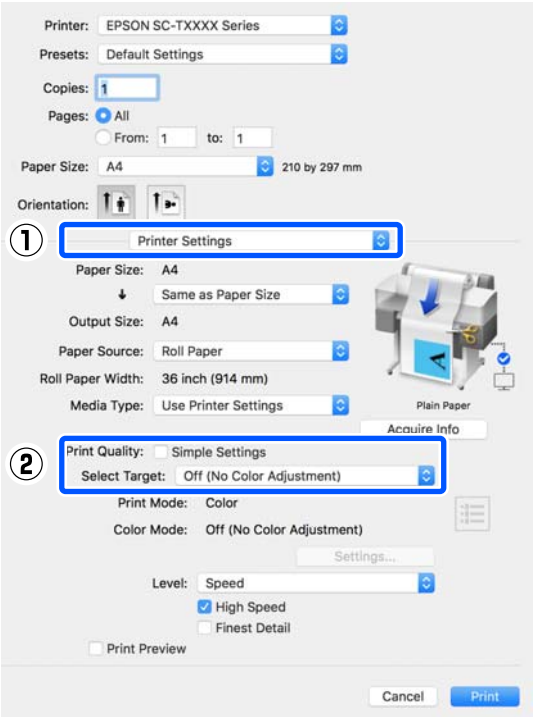 Printer: EPSON SC-TXXXX Series
Presets: Default Settings
Copies: 1
Pages: All
From: 1 to: 1
Paper Size: A4 210 by 297 mm
Orientation:
① Printer Settings
Paper Size: A4
Same as Paper Size
Output Size: A4
Paper Source: Roll Paper
Roll Paper Width: 36 inch (914 mm)
Media Type: Use Printer Settings
Plain Paper
Acquire Info
② Print Quality: Simple Settings
Select Target: Off (No Color Adjustment)
Print Mode: Color
Color Mode: Off (No Color Adjustment)
Settings...
Level: Speed
High Speed
Finest Detail
Print Preview
Cancel Print